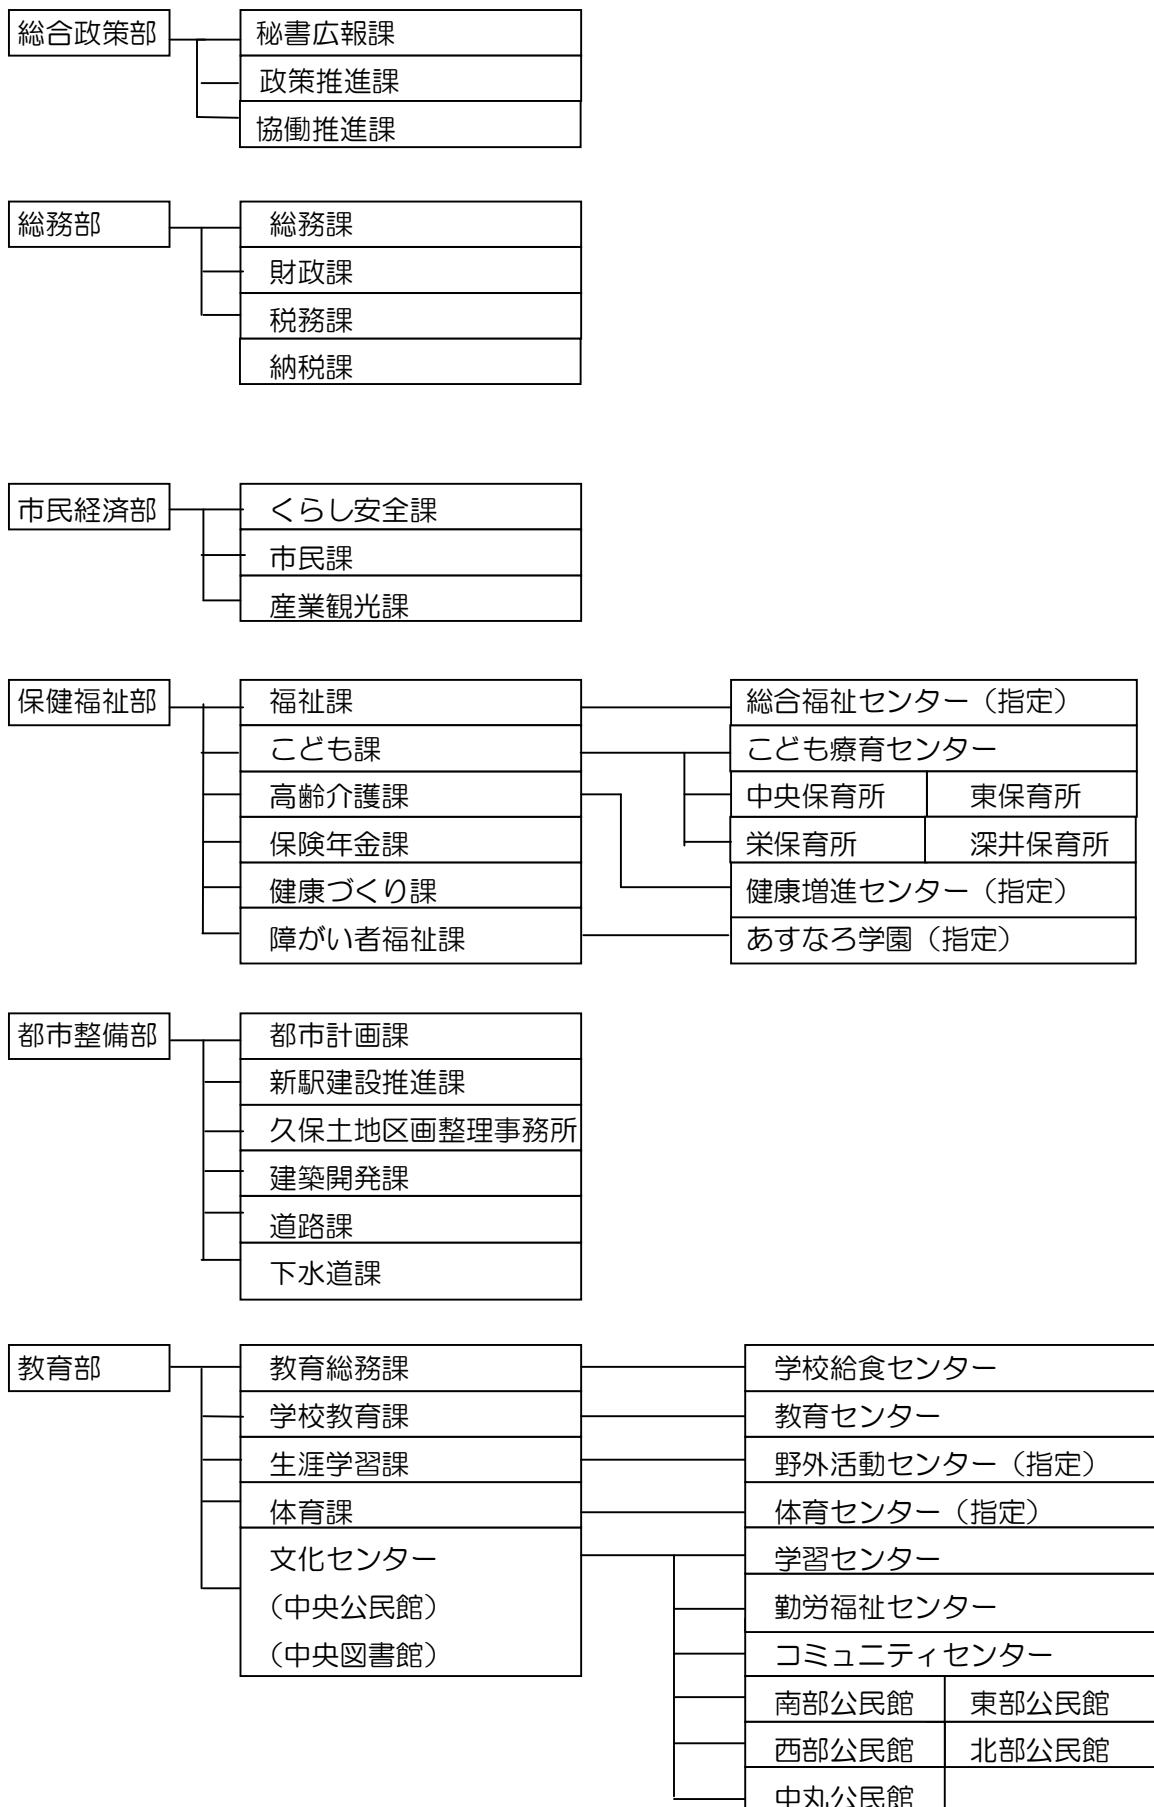 総合政策部 秘書広報課
政策推進課
協働推進課
総務部 総務課
財政課
税務課
納税課
市民経済部 くらし安全課
市民課
産業観光課
保健福祉部 福祉課 総合福祉センター（指定）
こども課 こども療育センター
高齢介護課 中央保育所 東保育所
保険年金課 栄保育所 深井保育所
健康づくり課 健康増進センター（指定）
障がい者福祉課 あすなろ学園（指定）
都市整備部 都市計画課
新駅建設推進課
久保土地区画整理事務所
建築開発課
道路課
下水道課
教育部 教育総務課 学校給食センター
学校教育課 教育センター
生涯学習課 野外活動センター（指定）
体育課 体育センター（指定）
文化センター 学習センター
（中央公民館） 勤労福祉センター
（中央図書館） コミュニティセンター
南部公民館 東部公民館
西部公民館 北部公民館
中丸公民館